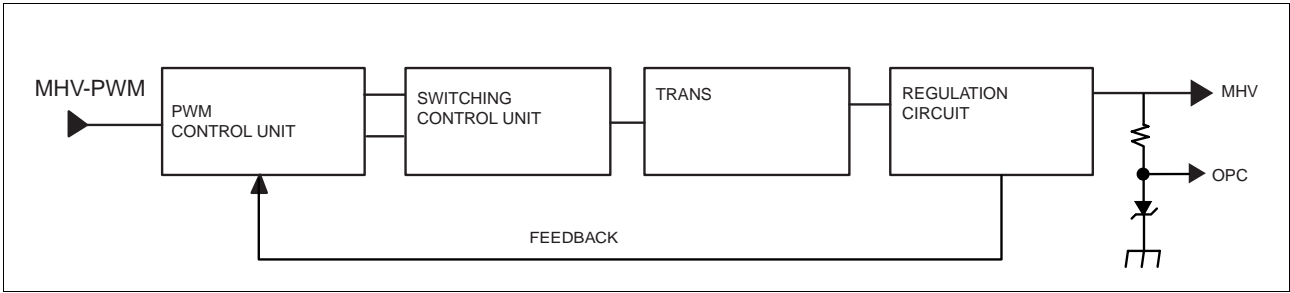 MHV-PWM
PWM
CONTROL UNIT
SWITCHING
CONTROL UNIT
TRANS
REGULATION
CIRCUIT
MHV
OPC
FEEDBACK